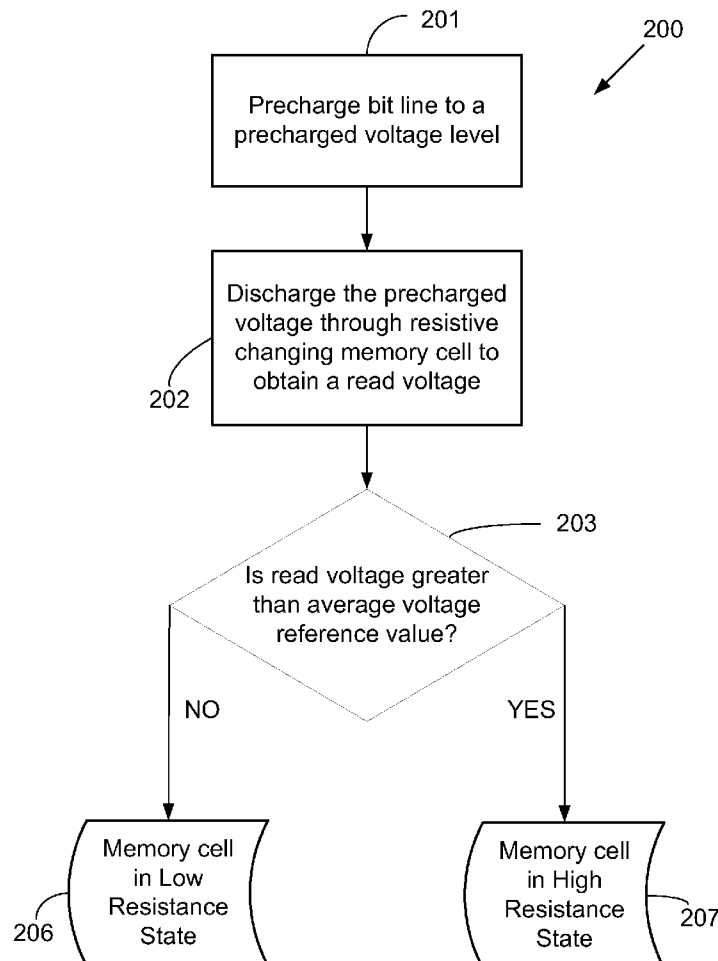 201
200
Precharge bit line to a
precharged voltage level
Discharge the precharged
voltage through resistive
changing memory cell to
obtain a read voltage
202
203
Is read voltage greater
than average voltage
reference value?
NO
YES
Memory cell
in Low
Resistance
State
206
Memory cell
in High
Resistance
State
207